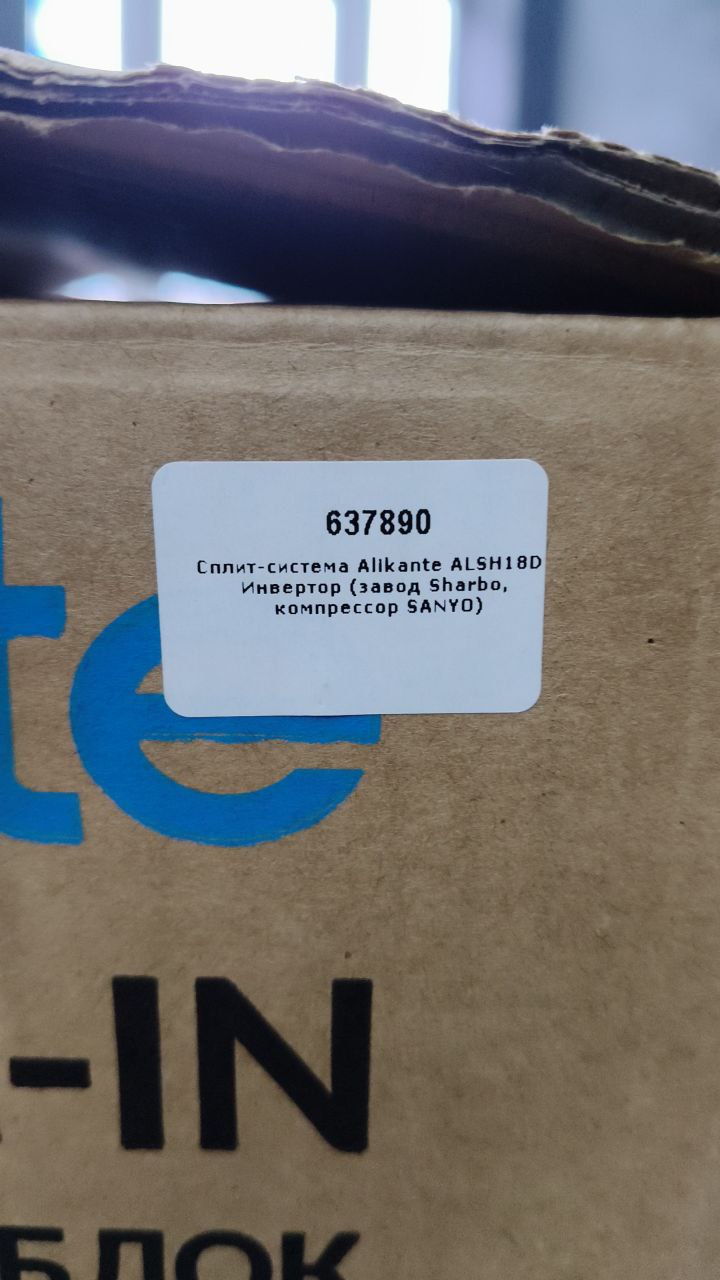 637890
Сплит-система Alikante ALSH18D
Инвертор (завод Sharbo,
компрессор SANYO)
te
-IN
БЛОК